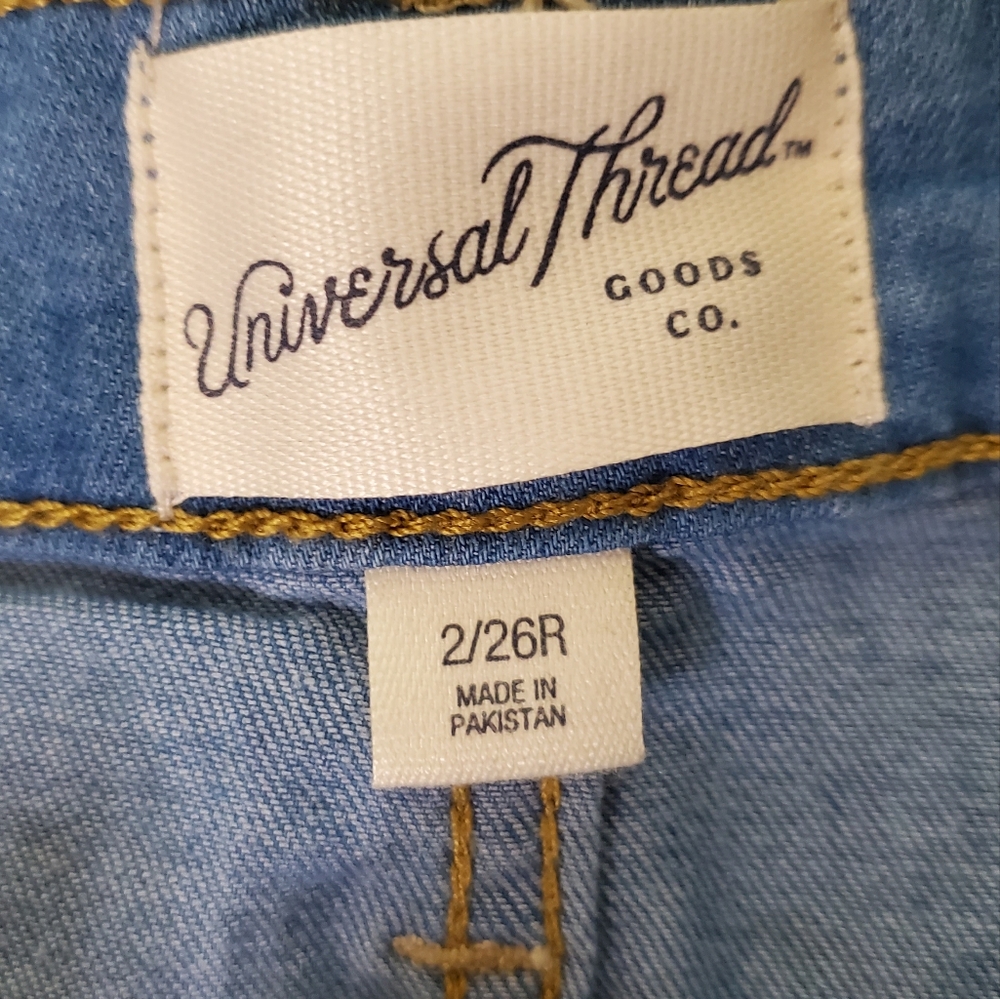 Universal Thread™
GOODS
CO.
2/26R
MADE IN
PAKISTAN